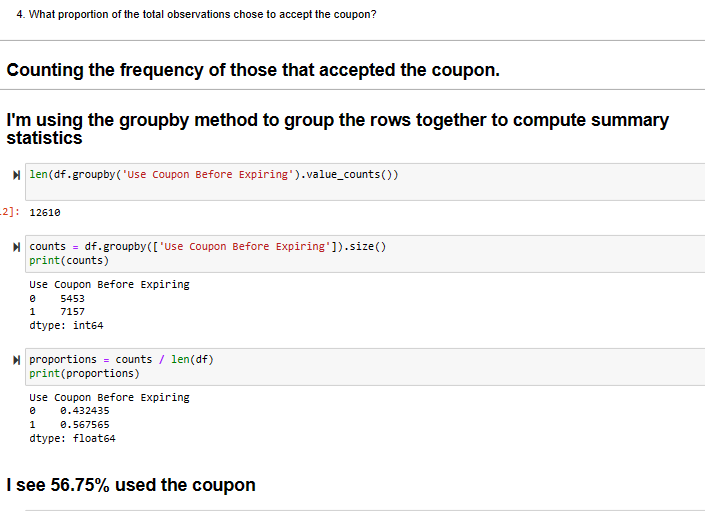 4. What proportion of the total observations chose to accept the coupon?
Counting the frequency of those that accepted the coupon.
I'm using the groupby method to group the rows together to compute summary
statistics
len(df.groupby('Use Coupon Before Expiring').value_counts())
.2]: 12610
counts = df.groupby(['Use Coupon Before Expiring']).size()
print(counts)
Use Coupon Before Expiring
0    5453
1    7157
dtype: int64
proportions = counts / len(df)
print(proportions)
Use Coupon Before Expiring
0    0.432435
1    0.567565
dtype: float64
I see 56.75% used the coupon